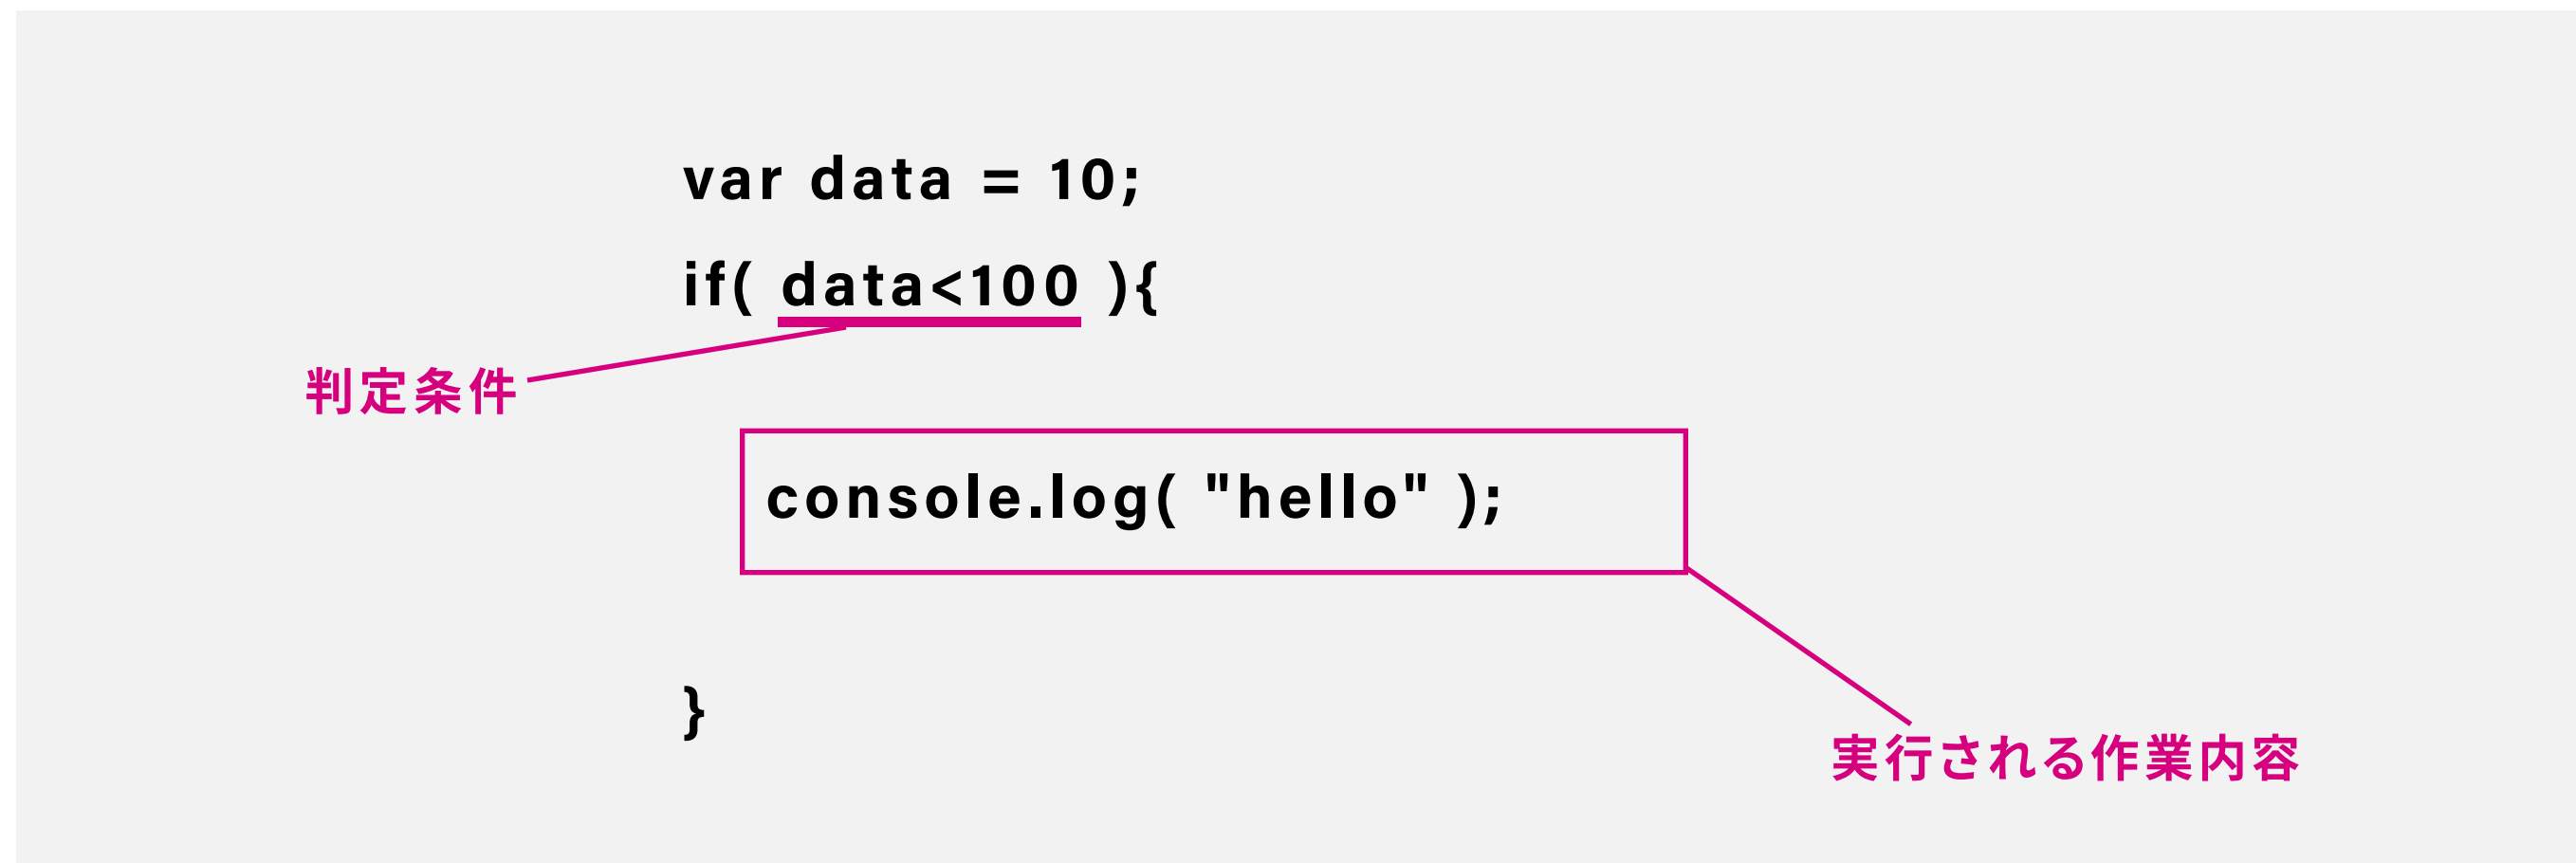 var data = 10;
if( data<100 ){
判定条件
console.log( "hello" );
}
実行される作業内容